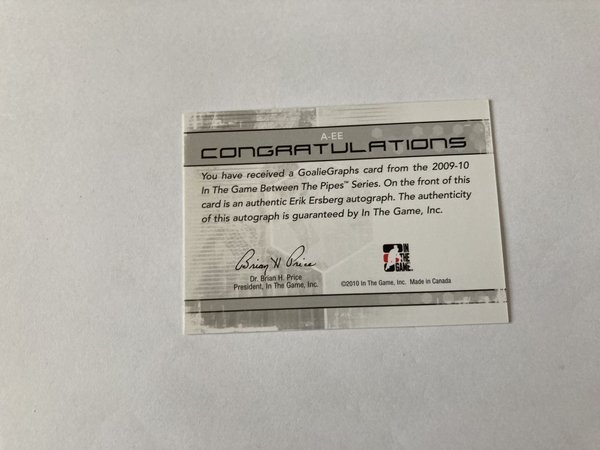 A-EE
CONGRATULATIONS
You have received a GoalieGraphs card from the 2009-10
In The Game Between The Pipes™ Series. On the front of this
card is an authentic Erik Ersberg autograph. The authenticity
of this autograph is guaranteed by In The Game, Inc.
Brian H Price
Dr. Brian H. Price
President, In The Game, Inc.
IN
THE
GAME.
©2010 In The Game, Inc. Made in Canada